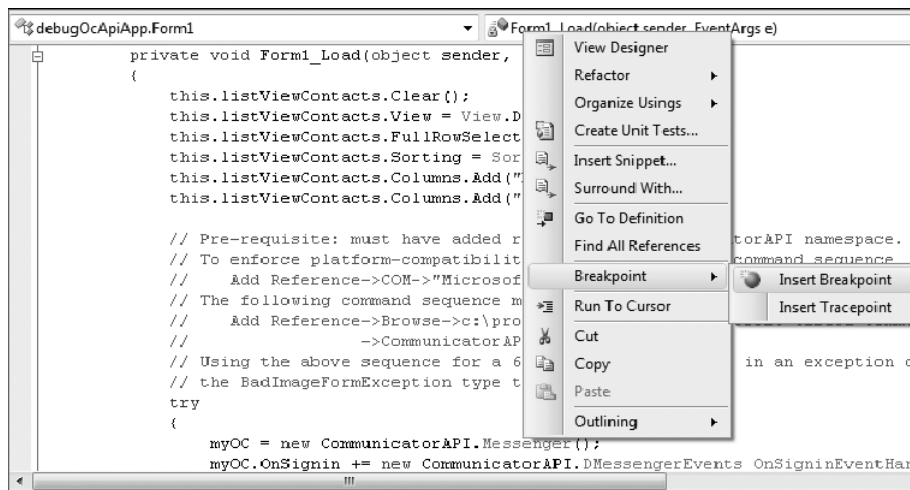 debugOcApiApp.Form1
Form1_Load(object sender, EventArgs e)
private void Form1_Load(object sender,
{
this.listViewContacts.Clear();
this.listViewContacts.View = View.D
this.listViewContacts.FullRowSelect
this.listViewContacts.Sorting = Sor
this.listViewContacts.Columns.Add("
this.listViewContacts.Columns.Add("
// Pre-requisite: must have added r torAPI namespace.
// To enforce platform-compatibilit command sequence
// Add Reference->COM->"Microsof
// The following command sequence m
// Add Reference->Browse->c:\pro
// ->CommunicatorAP
// Using the above sequence for a 6 in an exception o
// the BadImageFormException type t
try
{
myOC = new CommunicatorAPI.Messenger();
myOC.OnSignin += new CommunicatorAPI.DMessengerEvents_OnSigninEventHan
View Designer
Refactor
Organize Usings
Create Unit Tests...
Insert Snippet...
Surround With...
Go To Definition
Find All References
Breakpoint
Run To Cursor
Cut
Copy
Paste
Outlining
Insert Breakpoint
Insert Tracepoint